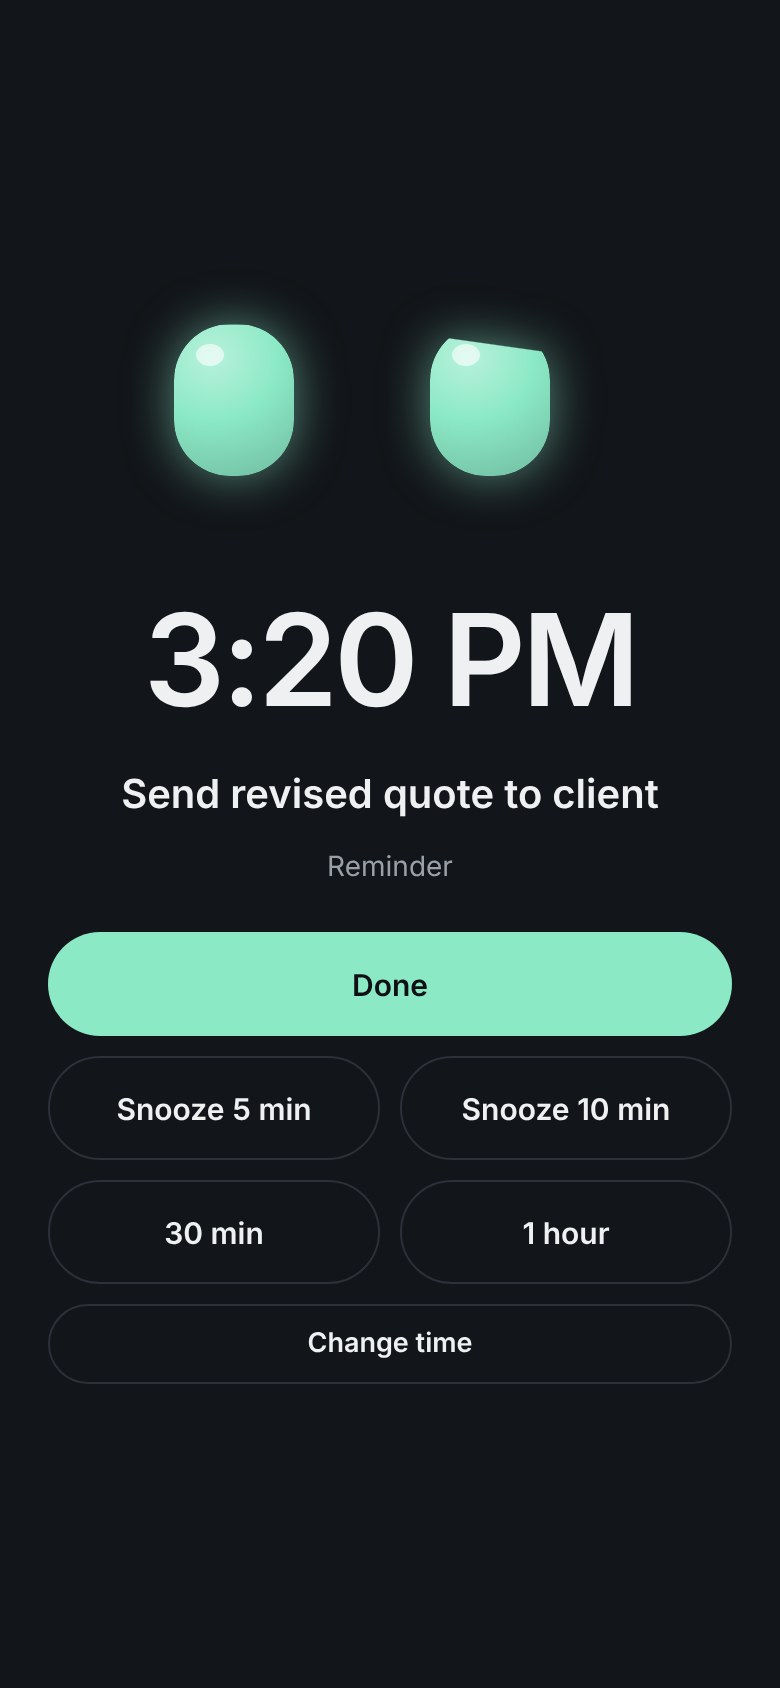 3:20 PM
Send revised quote to client
Reminder
Done
Snooze 5 min
Snooze 10 min
30 min
1 hour
Change time